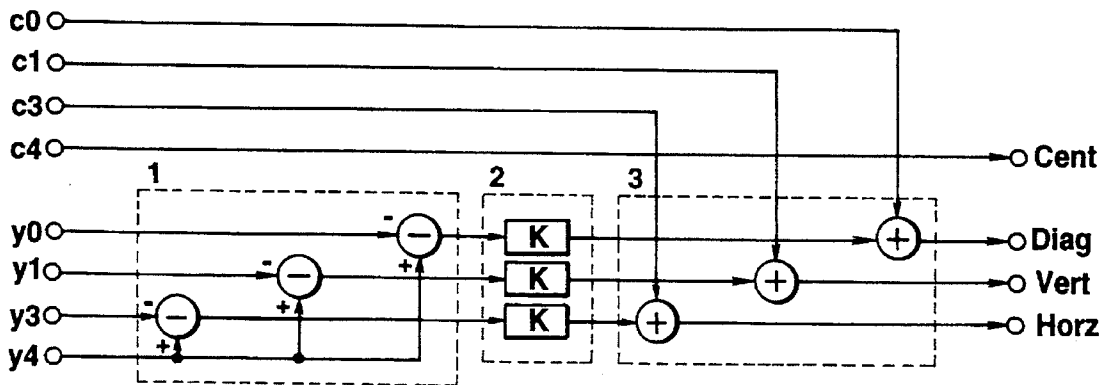 c0
c1
c3
c4 Cent
1 2 3
y0 - − K + Diag
+
y1 - − K + Vert
+
y3 - − K + Horz
+
y4